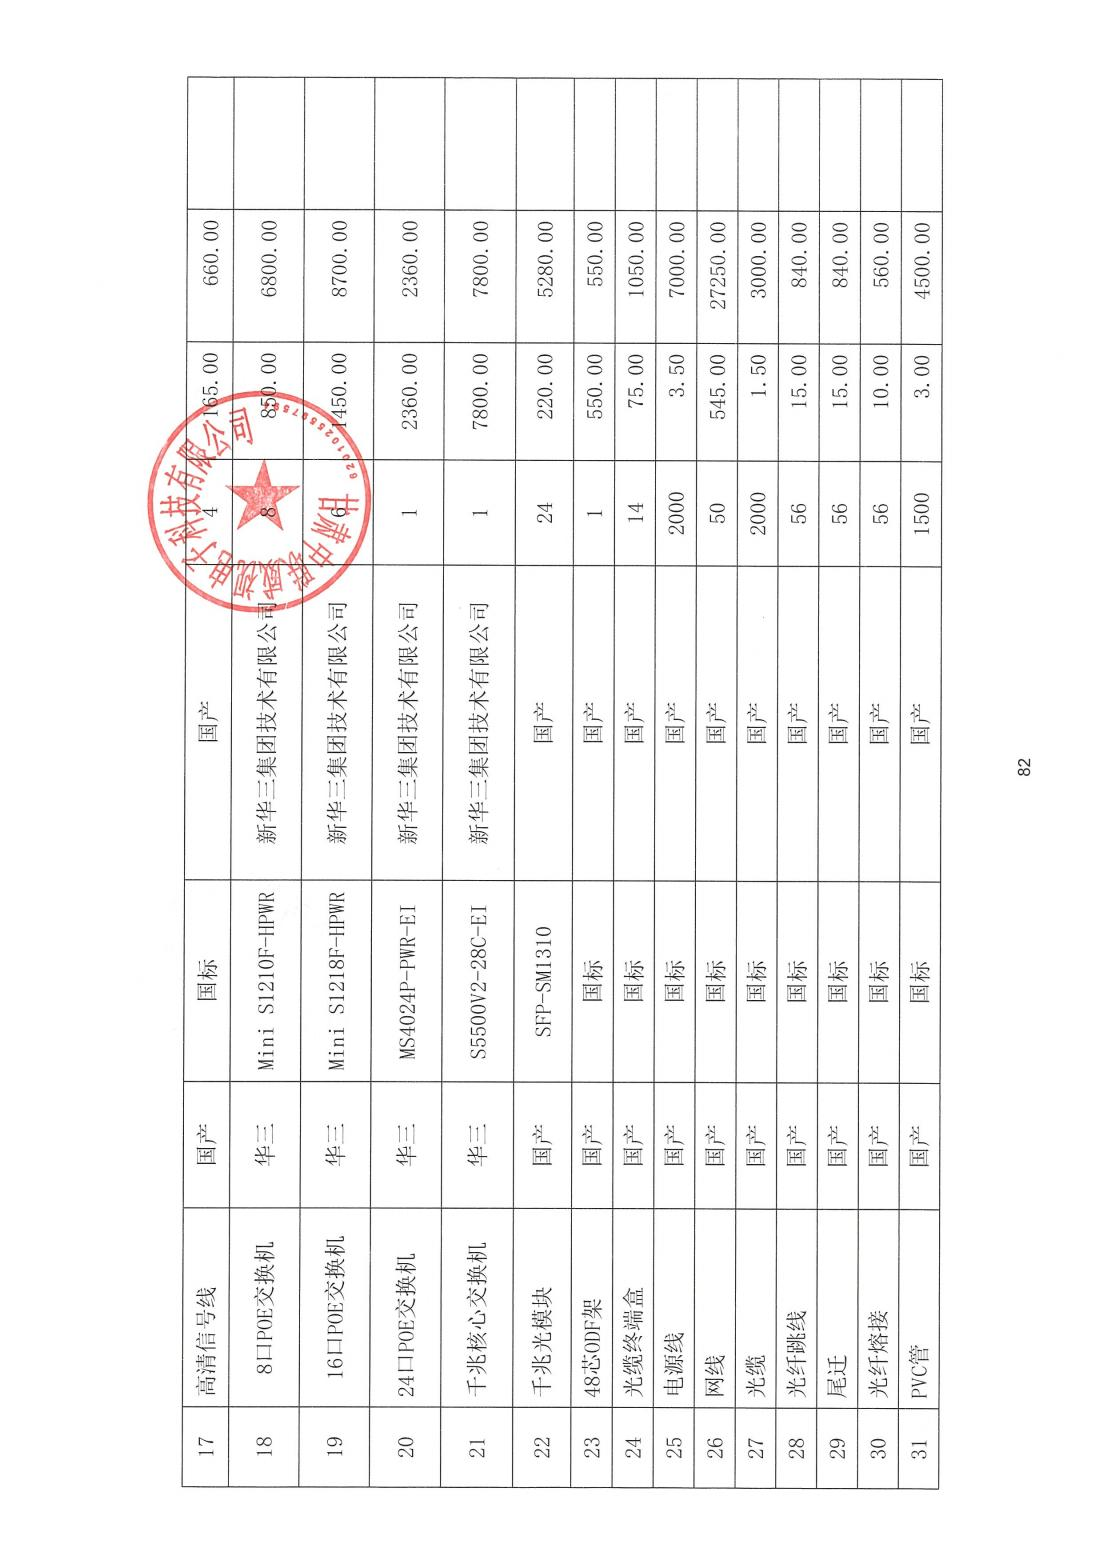 17 高清信号线 国产 国标 国产 4 165.00 660.00
18 8口POE交换机 华三 Mini S1210F-HPWR 新华三集团技术有限公司 8 850.00 6800.00
19 16口POE交换机 华三 Mini S1218F-HPWR 新华三集团技术有限公司 6 1450.00 8700.00
20 24口POE交换机 华三 MS4024P-PWR-EI 新华三集团技术有限公司 1 2360.00 2360.00
21 千兆核心交换机 华三 S5500V2-28C-EI 新华三集团技术有限公司 1 7800.00 7800.00
22 千兆光模块 国产 SFP-SM1310 国产 24 220.00 5280.00
23 48芯ODF架 国产 国标 国产 1 550.00 550.00
24 光缆终端盒 国产 国标 国产 14 75.00 1050.00
25 电源线 国产 国标 国产 2000 3.50 7000.00
26 网线 国产 国标 国产 50 545.00 27250.00
27 光缆 国产 国标 国产 2000 1.50 3000.00
28 光纤跳线 国产 国标 国产 56 15.00 840.00
29 尾迁 国产 国标 国产 56 15.00 840.00
30 光纤熔接 国产 国标 国产 56 10.00 560.00
31 PVC管 国产 国标 国产 1500 3.00 4500.00
甘肃中联威视电子科技有限公司
82